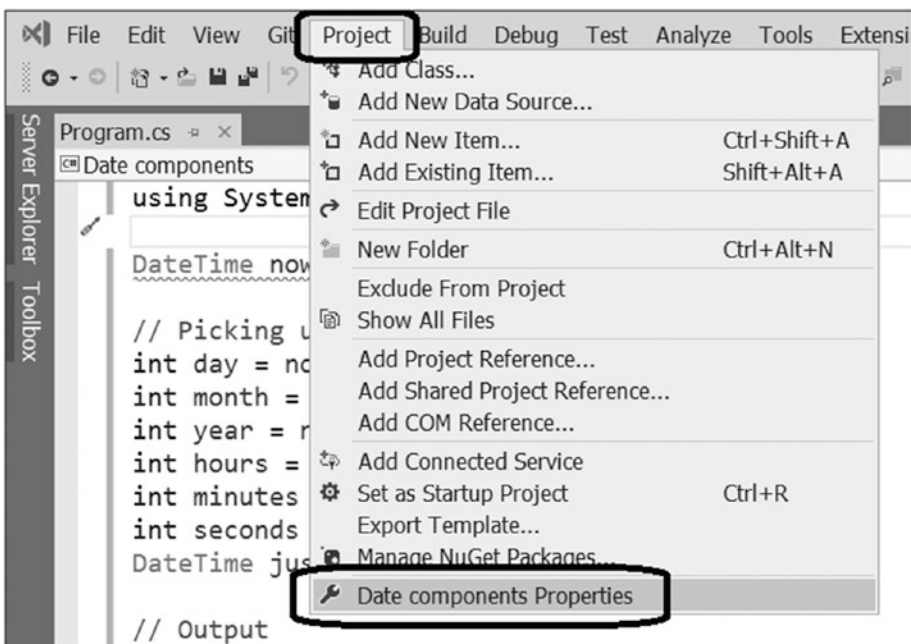 File Edit View Git Project Build Debug Test Analyze Tools Extensi
Server Explorer
Toolbox
Program.cs
C# Date components
using System
DateTime now
// Picking u
int day = no
int month =
int year = n
int hours =
int minutes
int seconds
DateTime jus
// Output
Add Class...
Add New Data Source...
Add New Item... Ctrl+Shift+A
Add Existing Item... Shift+Alt+A
Edit Project File
New Folder Ctrl+Alt+N
Exclude From Project
Show All Files
Add Project Reference...
Add Shared Project Reference...
Add COM Reference...
Add Connected Service
Set as Startup Project Ctrl+R
Export Template...
Manage NuGet Packages...
Date components Properties